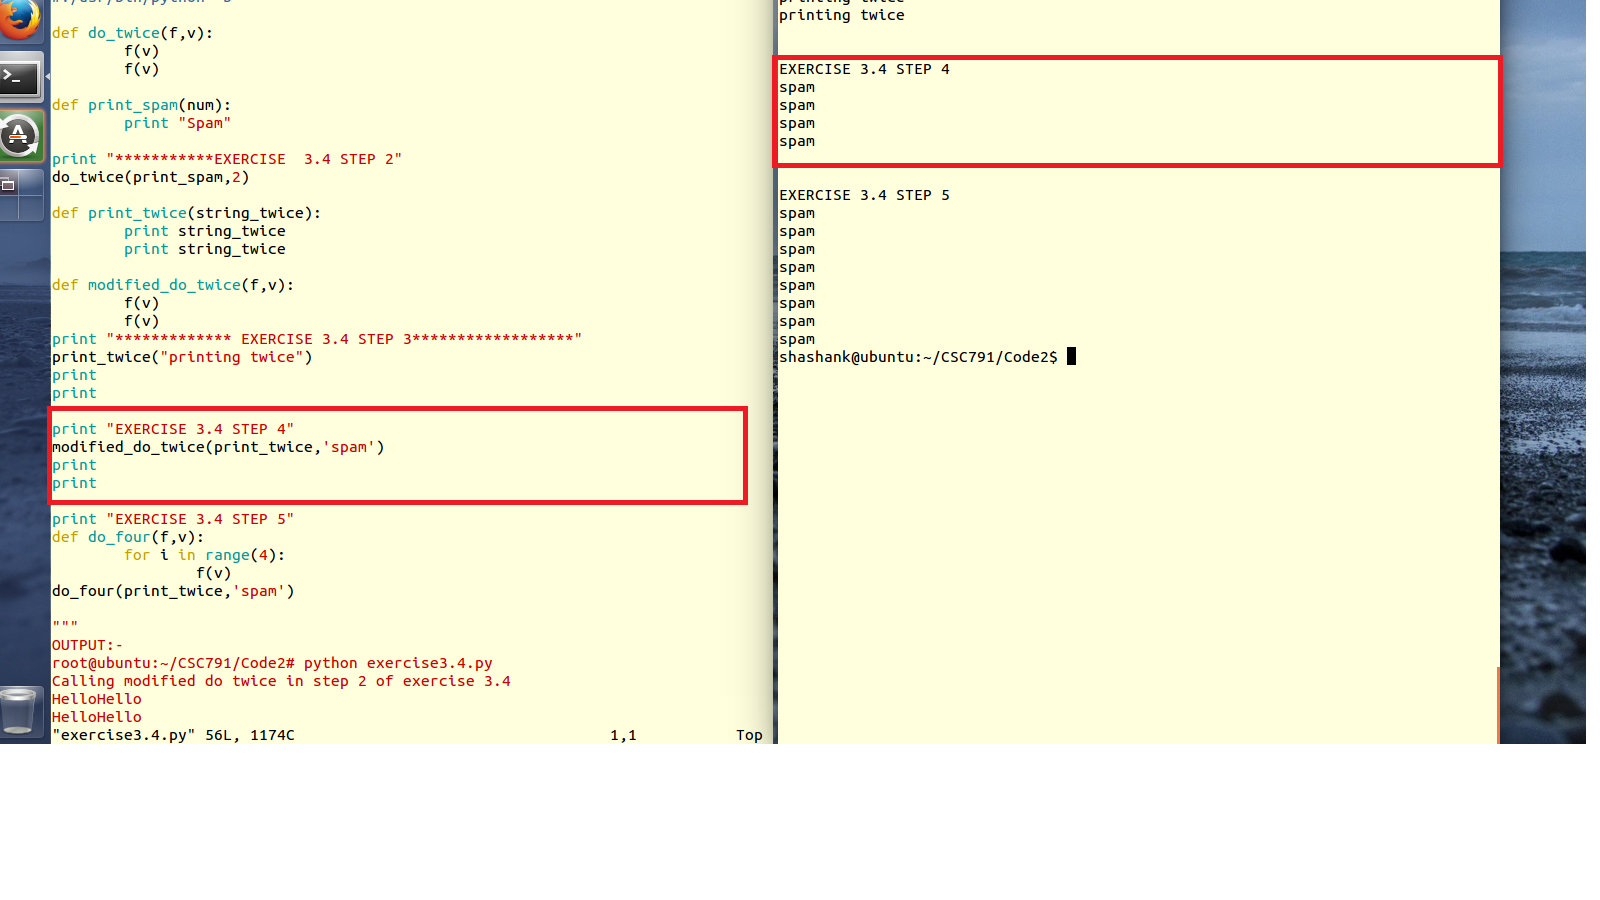 #!/usr/bin/python -3
def do_twice(f,v):
f(v)
f(v)
def print_spam(num):
print "Spam"
print "***********EXERCISE  3.4 STEP 2"
do_twice(print_spam,2)
def print_twice(string_twice):
print string_twice
print string_twice
def modified_do_twice(f,v):
f(v)
f(v)
print "************* EXERCISE 3.4 STEP 3******************"
print_twice("printing twice")
print
print
print "EXERCISE 3.4 STEP 4"
modified_do_twice(print_twice,'spam')
print
print
print "EXERCISE 3.4 STEP 5"
def do_four(f,v):
for i in range(4):
f(v)
do_four(print_twice,'spam')
"""
OUTPUT:-
root@ubuntu:~/CSC791/Code2# python exercise3.4.py
Calling modified do twice in step 2 of exercise 3.4
HelloHello
HelloHello
"exercise3.4.py" 56L, 1174C 1,1 Top
printing twice
printing twice
EXERCISE 3.4 STEP 4
spam
spam
spam
spam
EXERCISE 3.4 STEP 5
spam
spam
spam
spam
spam
spam
spam
spam
shashank@ubuntu:~/CSC791/Code2$